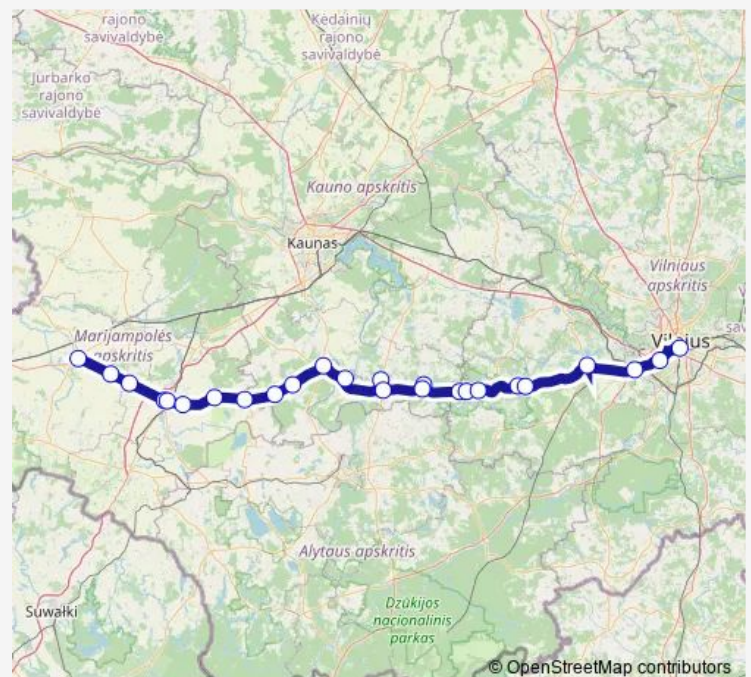 rajono
savivaldybė
Kėdainių
rajono
savivaldybė
Jurbarko
rajono
savivaldybė
Kauno apskritis
Kaunas
Vilniaus
apskritis
Marijampolės
apskritis
Vilnius
Alytaus apskritis
Dzūkijos
nacionalinis
parkas
Suwałki
© OpenStreetMap contributors